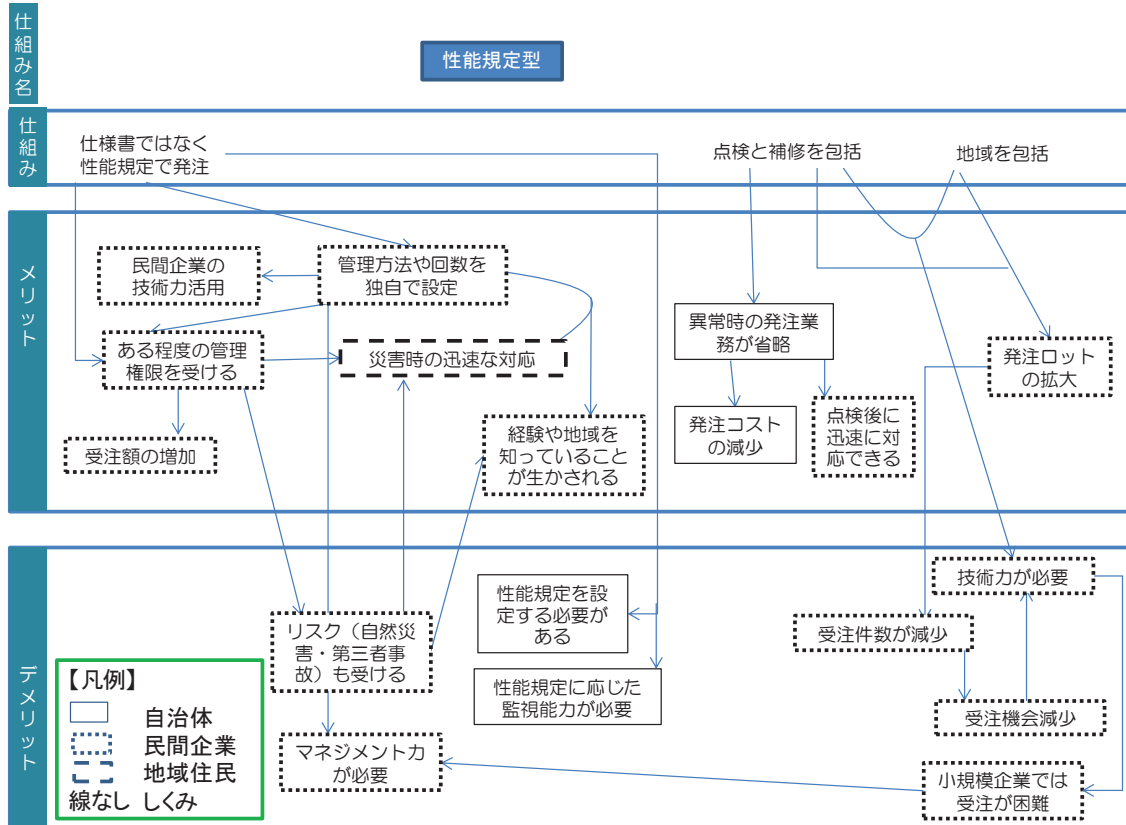 仕組み名
性能規定型
仕組み
仕様書ではなく
性能規定で発注
点検と補修を包括
地域を包括
メリット
民間企業の
技術力活用
管理方法や回数を
独自で設定
ある程度の管理
権限を受ける
災害時の迅速な対応
異常時の発注業
務が省略
発注ロット
の拡大
受注額の増加
経験や地域を
知っていること
が生かされる
発注コスト
の減少
点検後に
迅速に対
応できる
デメリット
技術力が必要
性能規定を設
定する必要が
ある
リスク（自然災
害・第三者事
故）も受ける
受注件数が減少
性能規定に応じた
監視能力が必要
受注機会減少
マネジメント力
が必要
小規模企業では
受注が困難
【凡例】
自治体
民間企業
地域住民
線なし しくみ